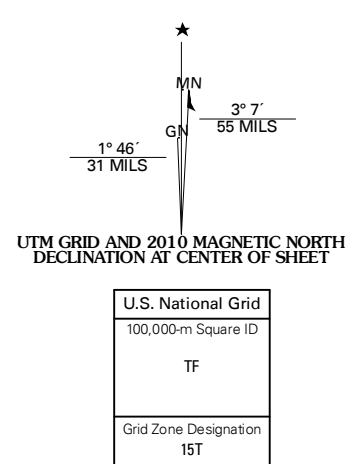 ★
MN
3° 7´
55 MILS
GN
1° 46´
31 MILS
UTM GRID AND 2010 MAGNETIC NORTH
DECLINATION AT CENTER OF SHEET
U.S. National Grid
100,000-m Square ID
TF
Grid Zone Designation
15T